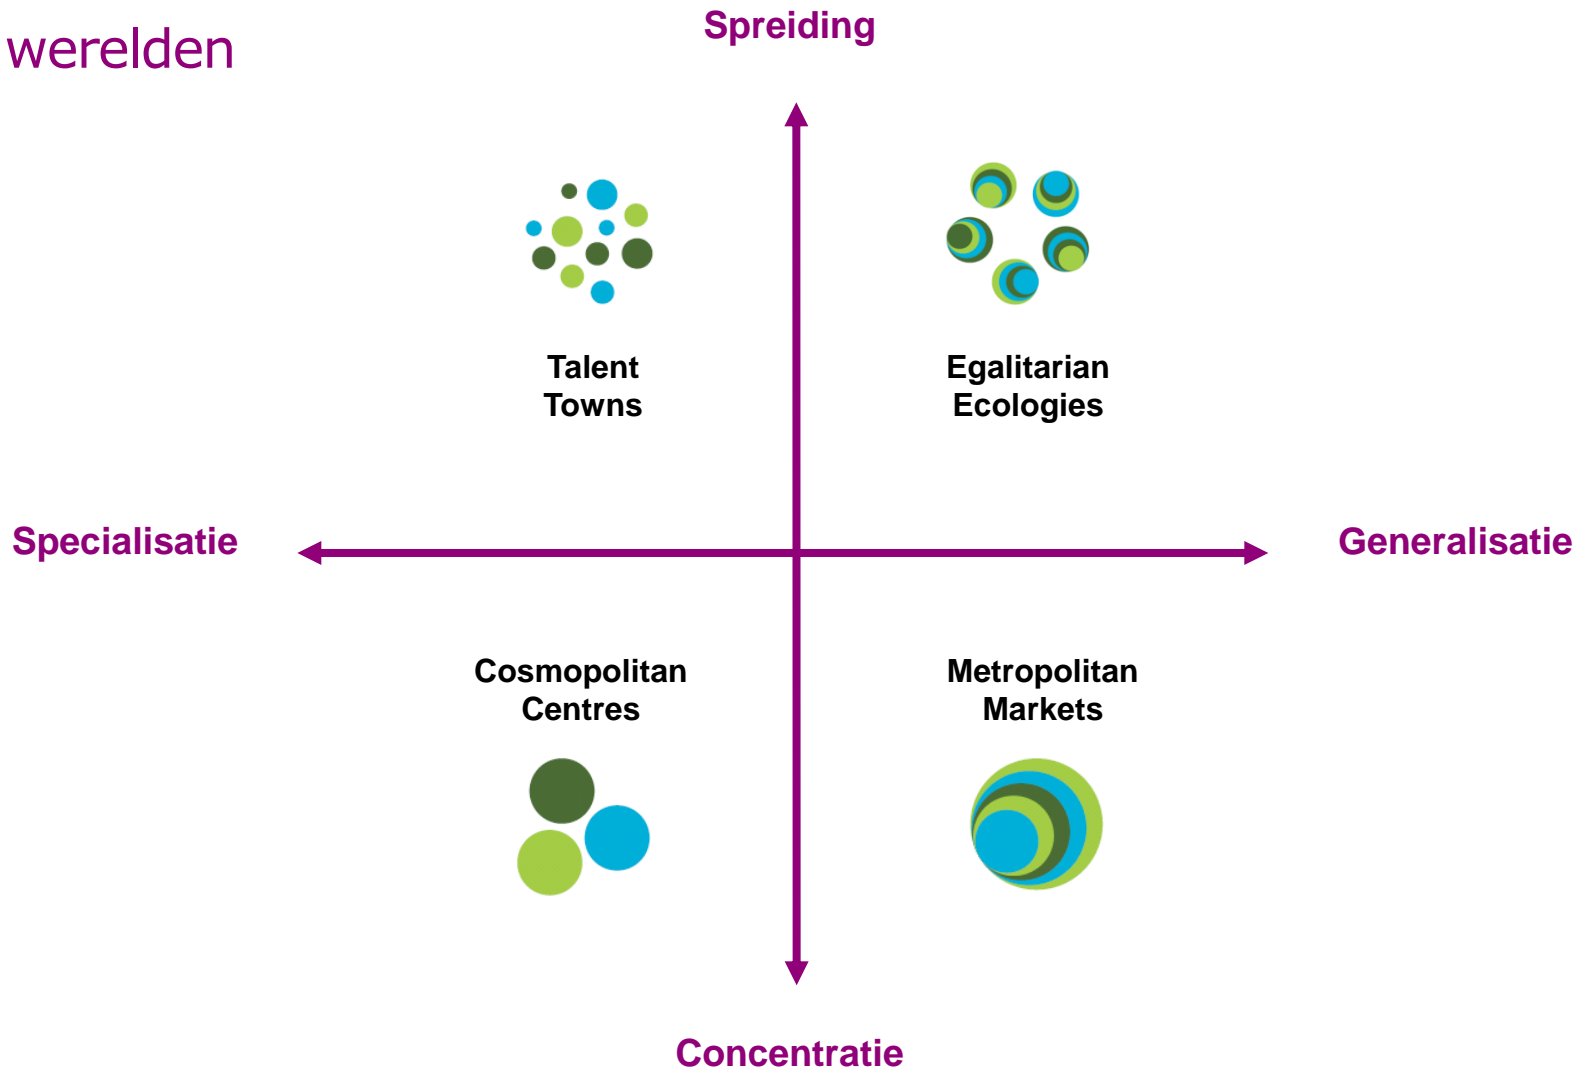 werelden
Spreiding
Talent
Towns
Egalitarian
Ecologies
Specialisatie
Generalisatie
Cosmopolitan
Centres
Metropolitan
Markets
Concentratie